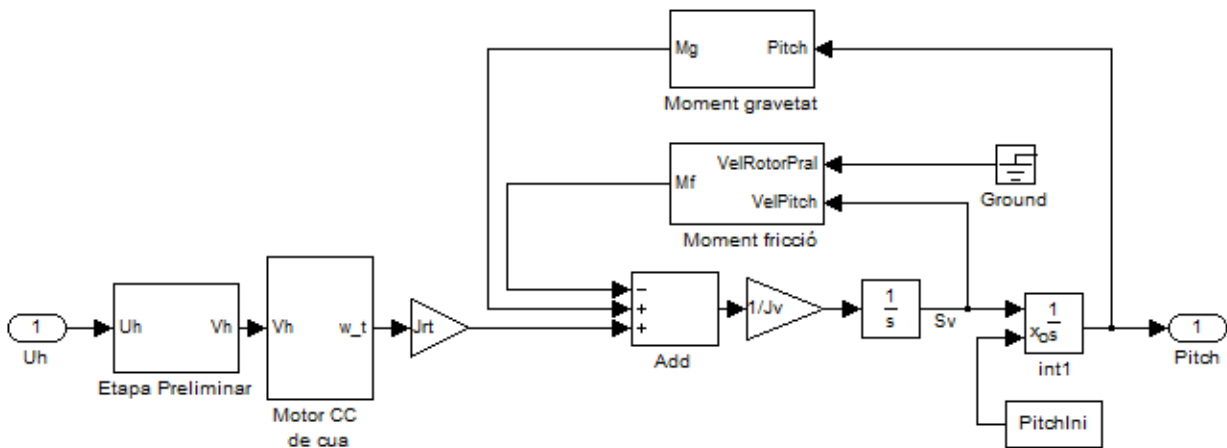 Mg
Pitch
Moment gravetat
VelRotorPral
Mf
VelPitch
Ground
Moment fricció
1
Uh
Uh
Vh
Etapa Preliminar
Vh
w_t
Motor CC
de cua
Jrt
−
+
+
Add
1/Jv
1
s
Sv
xo
1
s
int1
PitchIni
1
Pitch